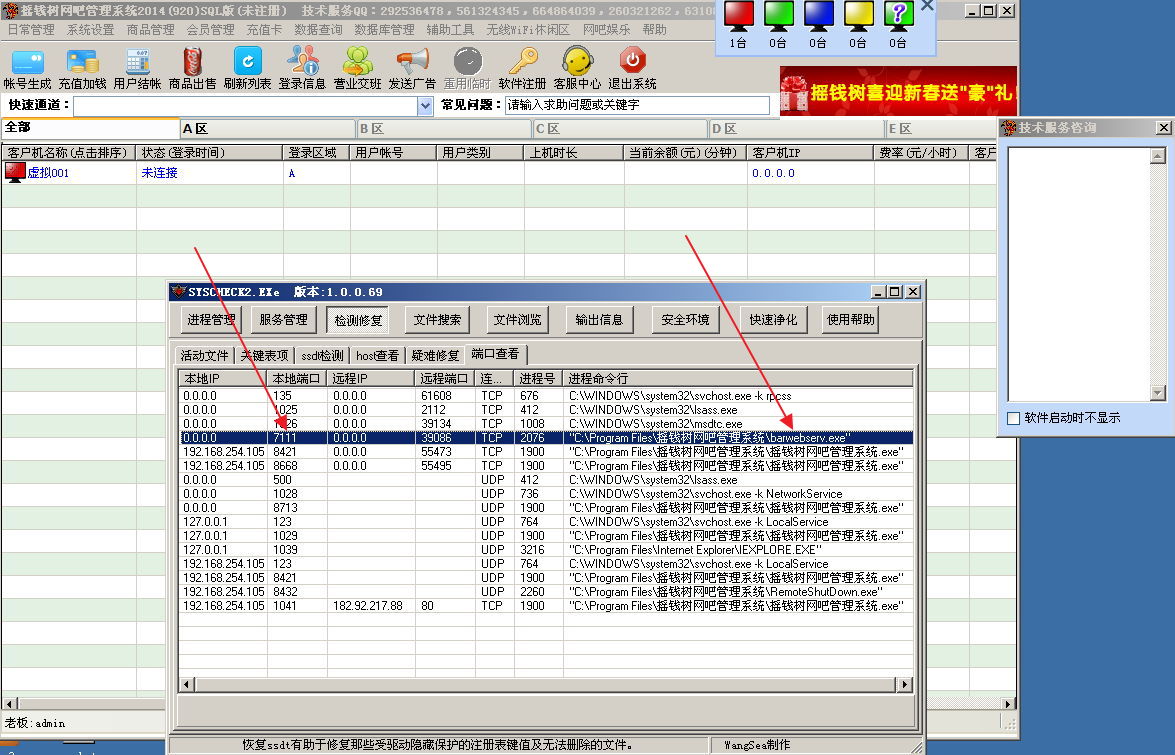 摇钱树网吧管理系统2014(920)SQL版(未注册) 技术服务QQ：292536478，561324345，664864039，260321262，
日常管理 系统设置 商品管理 会员管理 充值卡 数据查询 数据库管理 辅助工具 无线WiFi休闲区 网吧娱乐 帮助
1台 0台 0台 0台 0台
帐号生成 充值加钱 用户结帐 商品出售 刷新列表 登录信息 营业交班 发送广告 重用临时 软件注册 客服中心 退出系统
摇钱树喜迎新春送"豪"礼!
快速通道： 常见问题： 请输入求助问题或关键字
全部 A 区 B 区 C 区 D 区 E 区
客户机名称(点击排序) 状态(登录时间) 登录区域 用户帐号 用户类别 上机时长 当前余额(元)(分钟) 客户机IP 费率(元/小时) 客户
虚拟001 未连接 A 0.0.0.0
技术服务咨询
软件启动时不显示
SYSCHECK2.EXe 版本:1.0.0.69
进程管理 服务管理 检测修复 文件搜索 文件浏览 输出信息 安全环境 快速净化 使用帮助
活动文件 关键表项 ssdt检测 host查看 疑难修复 端口查看
本地IP 本地端口 远程IP 远程端口 连... 进程号 进程命令行
0.0.0.0 135 0.0.0.0 61608 TCP 676 C:\WINDOWS\system32\svchost.exe -k rpcss
0.0.0.0 1025 0.0.0.0 2112 TCP 412 C:\WINDOWS\system32\lsass.exe
0.0.0.0 1026 0.0.0.0 39134 TCP 1008 C:\WINDOWS\system32\msdtc.exe
0.0.0.0 7111 0.0.0.0 39086 TCP 2076 "C:\Program Files\摇钱树网吧管理系统\barwebserv.exe"
192.168.254.105 8421 0.0.0.0 55473 TCP 1900 "C:\Program Files\摇钱树网吧管理系统\摇钱树网吧管理系统.exe"
192.168.254.105 8668 0.0.0.0 55495 TCP 1900 "C:\Program Files\摇钱树网吧管理系统\摇钱树网吧管理系统.exe"
0.0.0.0 500 UDP 412 C:\WINDOWS\system32\lsass.exe
0.0.0.0 1028 UDP 736 C:\WINDOWS\system32\svchost.exe -k NetworkService
0.0.0.0 8713 UDP 1900 "C:\Program Files\摇钱树网吧管理系统\摇钱树网吧管理系统.exe"
127.0.0.1 123 UDP 764 C:\WINDOWS\system32\svchost.exe -k LocalService
127.0.0.1 1029 UDP 1900 "C:\Program Files\摇钱树网吧管理系统\摇钱树网吧管理系统.exe"
127.0.0.1 1039 UDP 3216 "C:\Program Files\Internet Explorer\IEXPLORE.EXE"
192.168.254.105 123 UDP 764 C:\WINDOWS\system32\svchost.exe -k LocalService
192.168.254.105 8421 UDP 1900 "C:\Program Files\摇钱树网吧管理系统\摇钱树网吧管理系统.exe"
192.168.254.105 8432 UDP 2260 "C:\Program Files\摇钱树网吧管理系统\RemoteShutDown.exe"
192.168.254.105 1041 182.92.217.88 80 TCP 1900 "C:\Program Files\摇钱树网吧管理系统\摇钱树网吧管理系统.exe"
老板:admin
恢复ssdt有助于修复那些受驱动隐藏保护的注册表键值及无法删除的文件。 WangSea制作